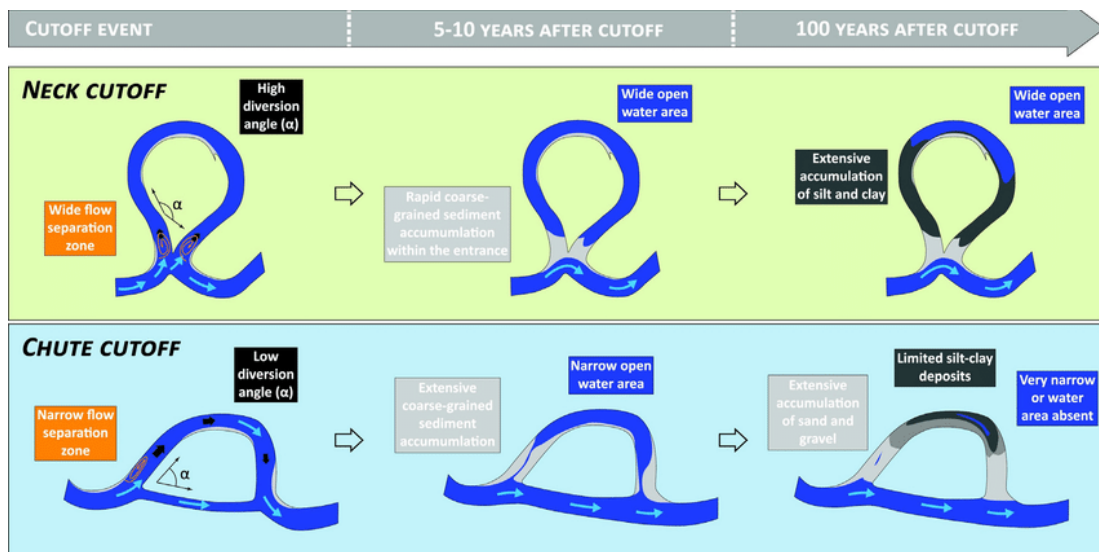 CUTOFF EVENT
5-10 YEARS AFTER CUTOFF
100 YEARS AFTER CUTOFF
NECK CUTOFF
High
diversion
angle (α)
Wide flow
separation
zone
α
Rapid coarse-
grained sediment
accumumlation
within the entrance
Wide open
water area
Extensive
accumulation
of silt and clay
Wide open
water area
CHUTE CUTOFF
Low
diversion
angle (α)
Narrow flow
separation
zone
α
Extensive
coarse-grained
sediment
accumumlation
Narrow open
water area
Extensive
accumulation
of sand and
gravel
Limited silt-clay
deposits
Very narrow
or water
area absent